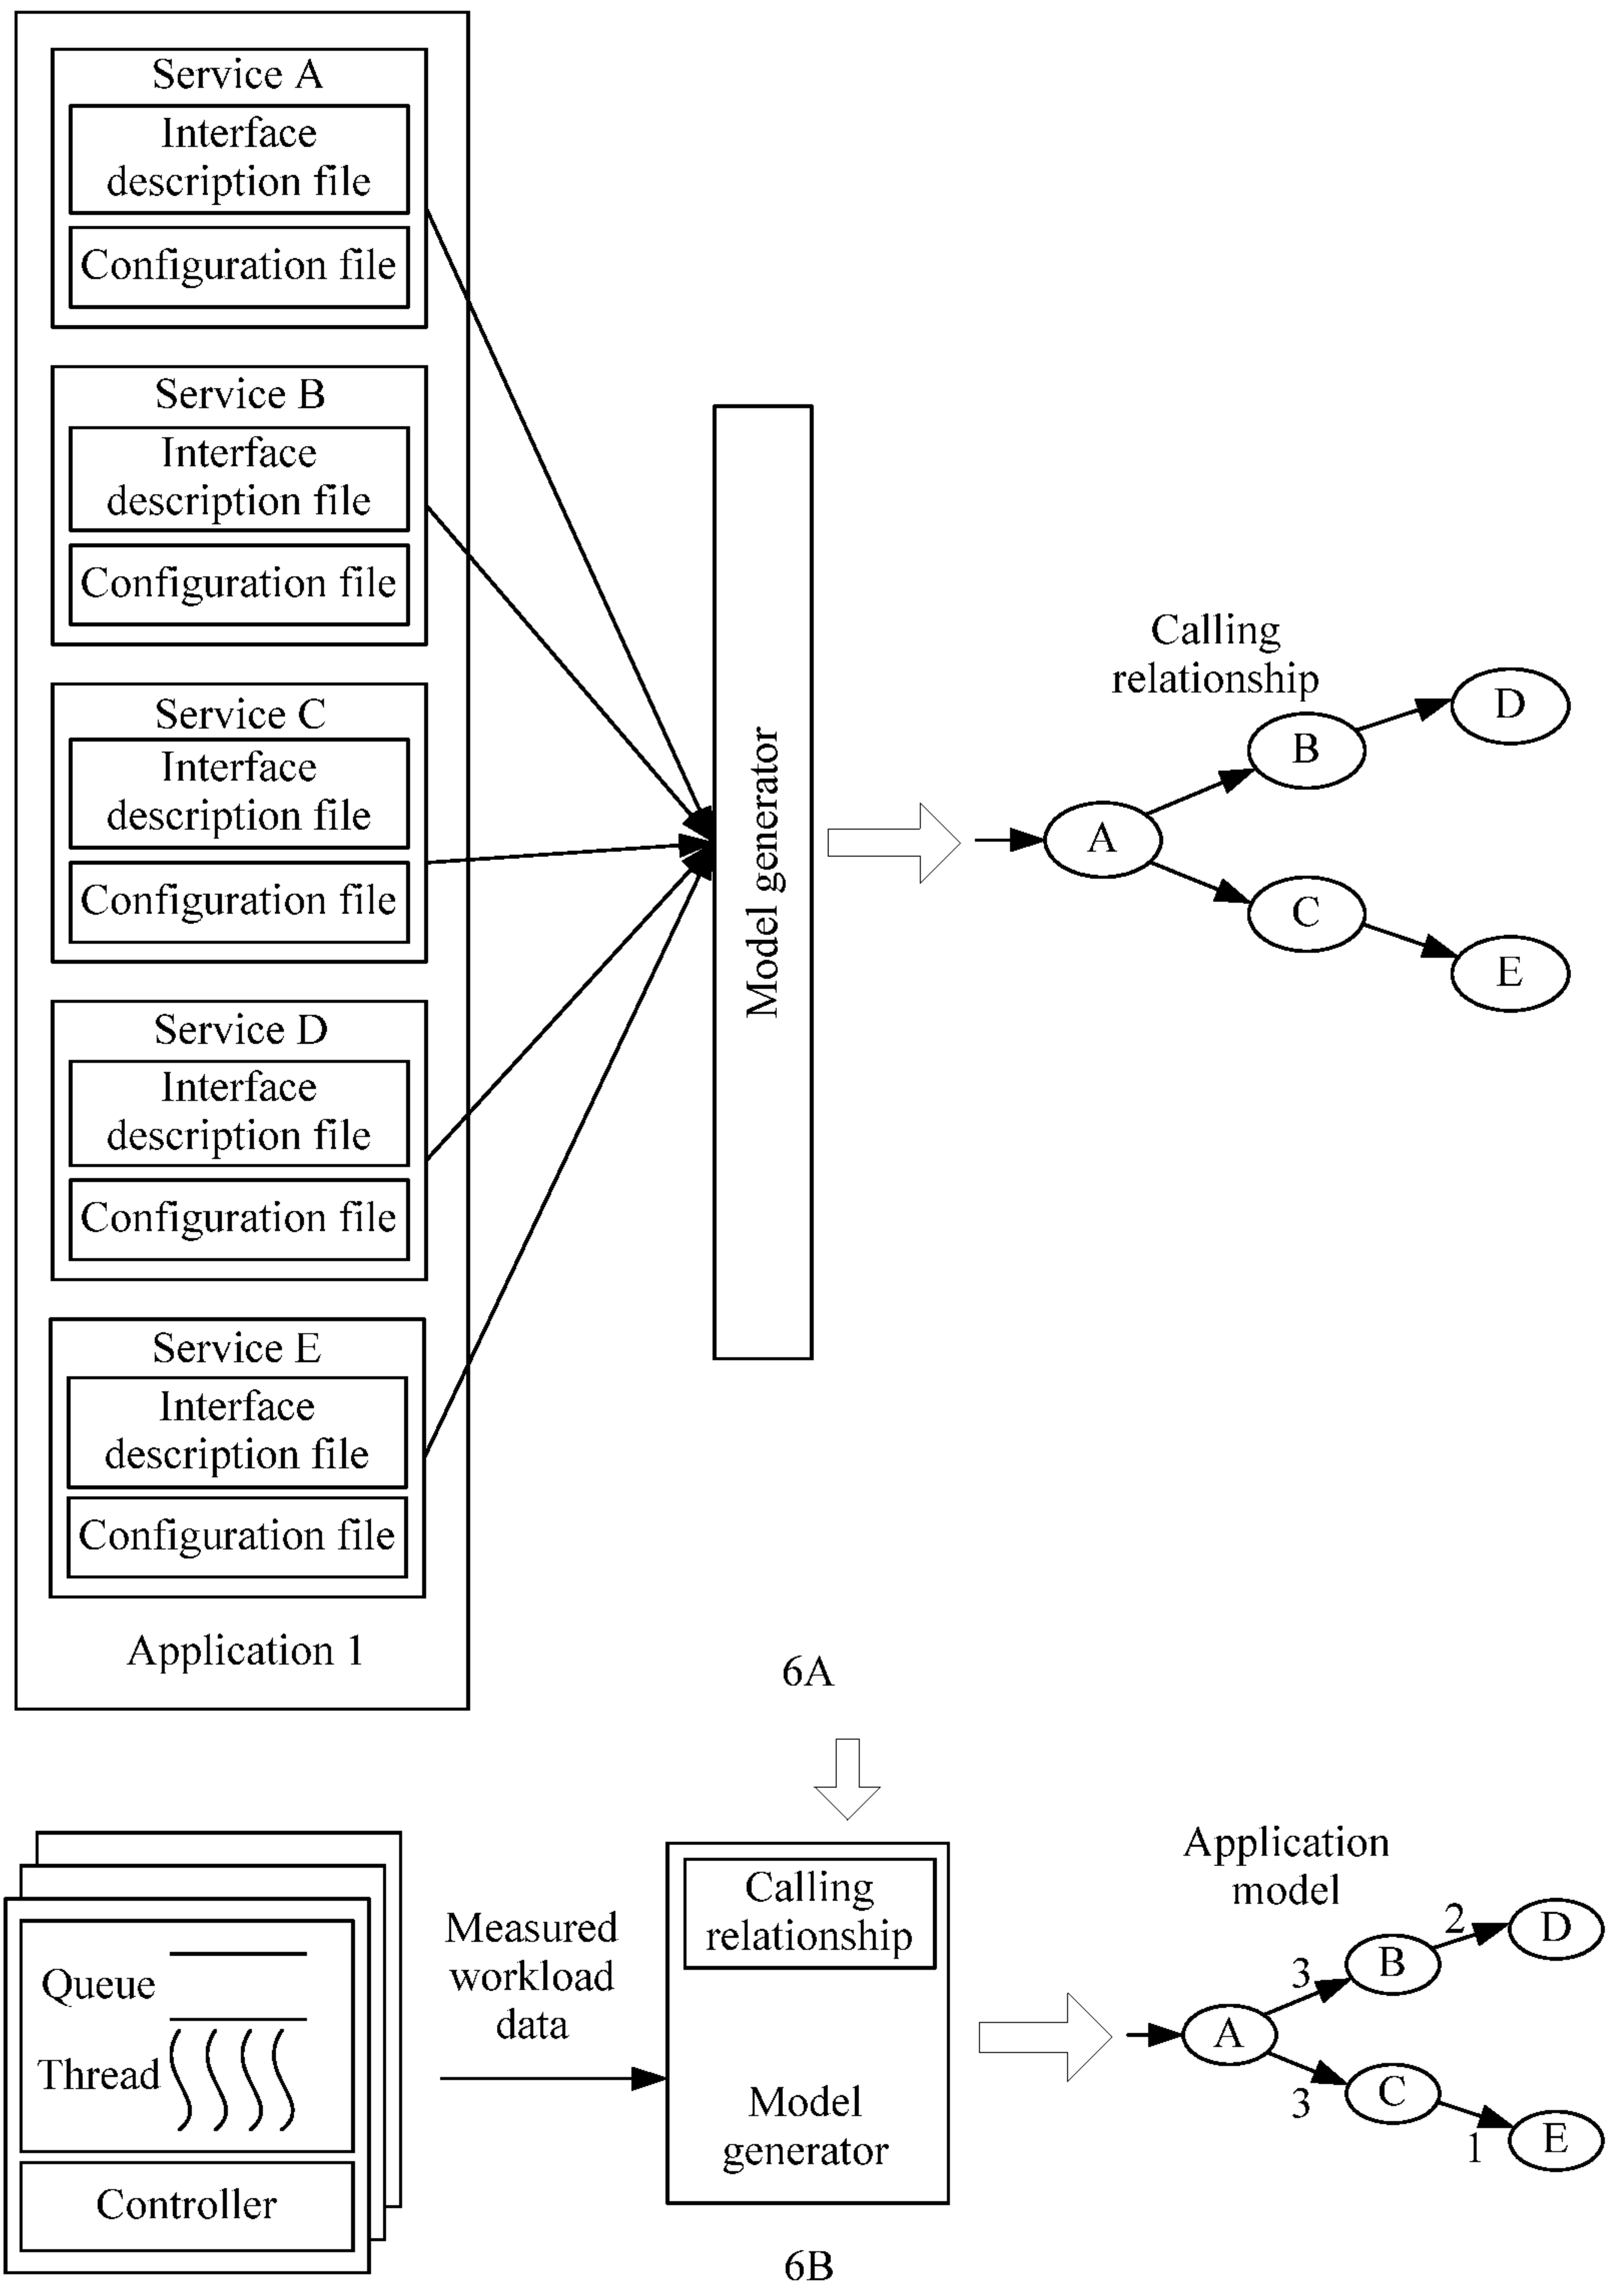 Service A
Interface
description file
Configuration file
Service B
Interface
description file
Configuration file
Service C
Interface
description file
Configuration file
Service D
Interface
description file
Configuration file
Service E
Interface
description file
Configuration file
Application 1
Model generator
Calling
relationship
A
B
D
C
E
6A
Queue
Thread
Controller
Measured
workload
data
Calling
relationship
Model
generator
Application
model
A
3
B
2
D
3
C
1
E
6B